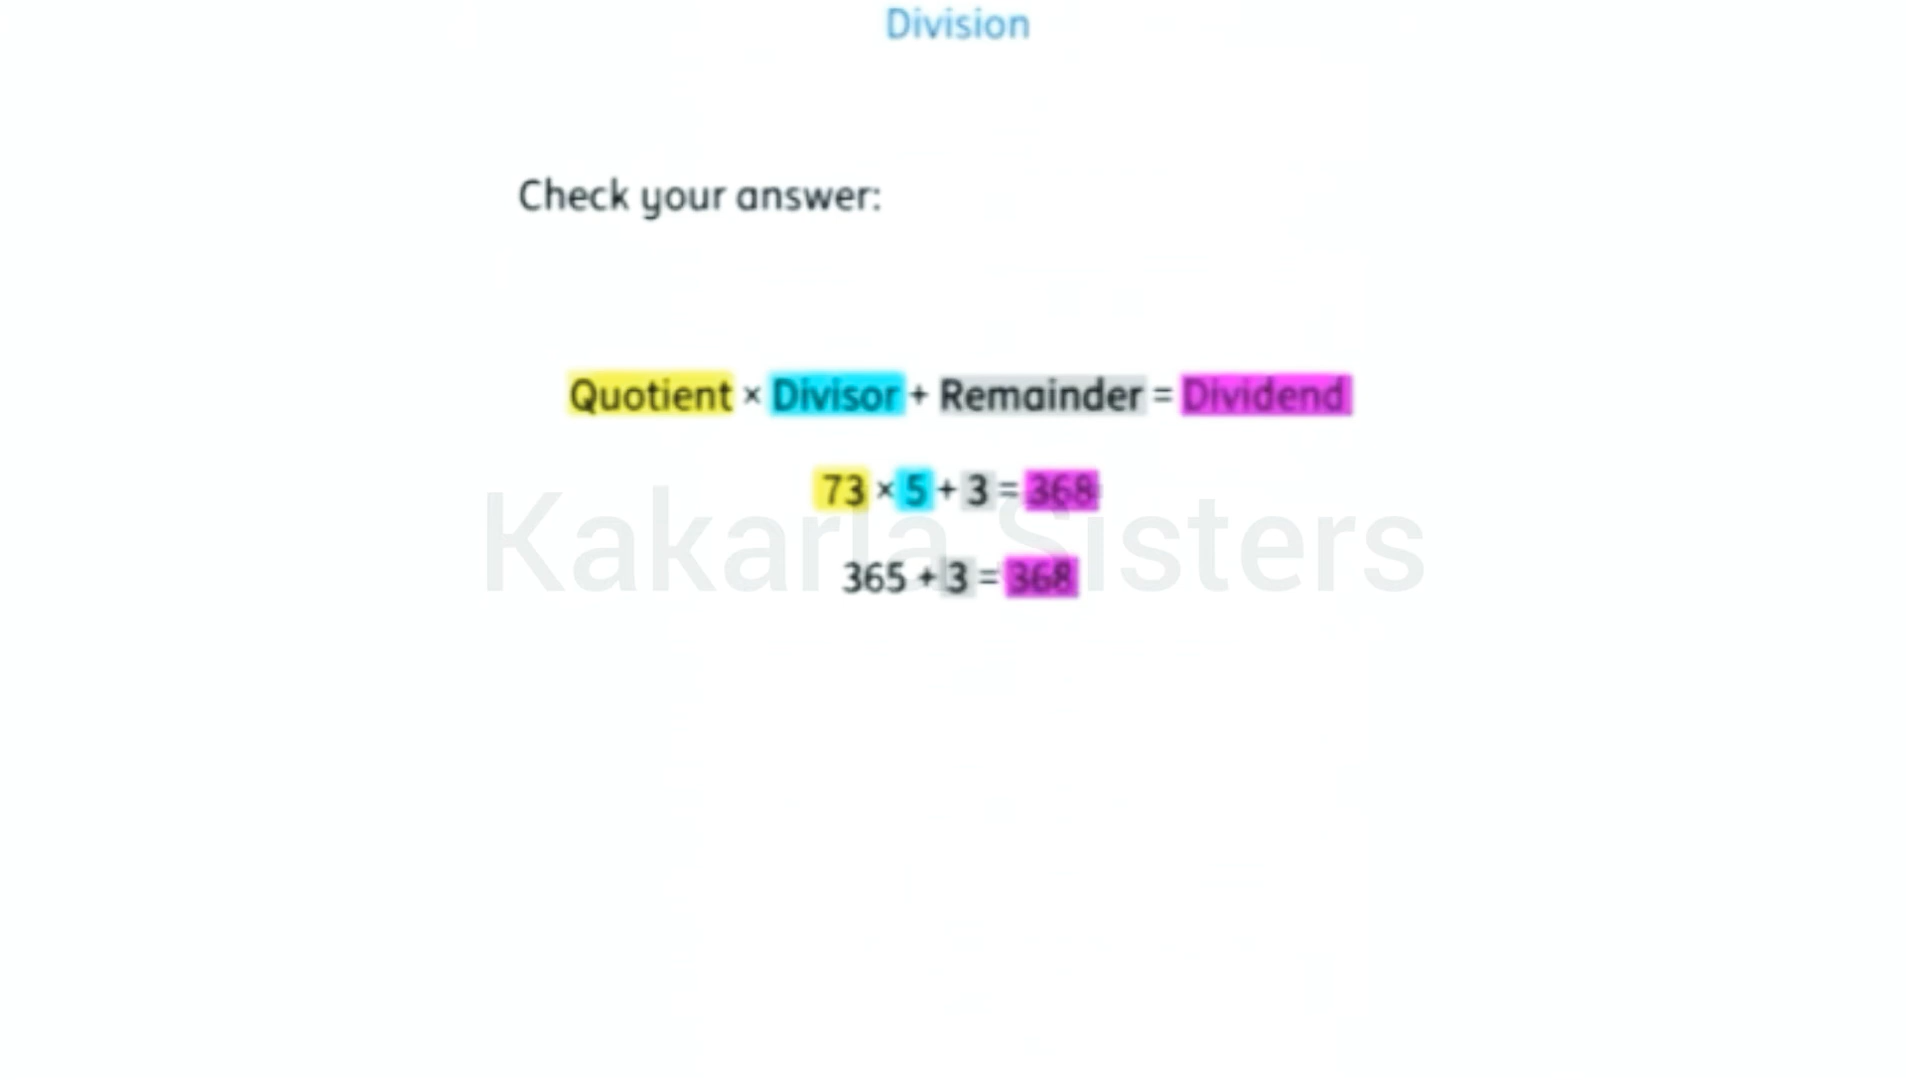 Division
Check your answer:
Quotient × Divisor + Remainder = Dividend
73 × 5 + 3 = 368
Kakarla Sisters
365 + 3 = 368